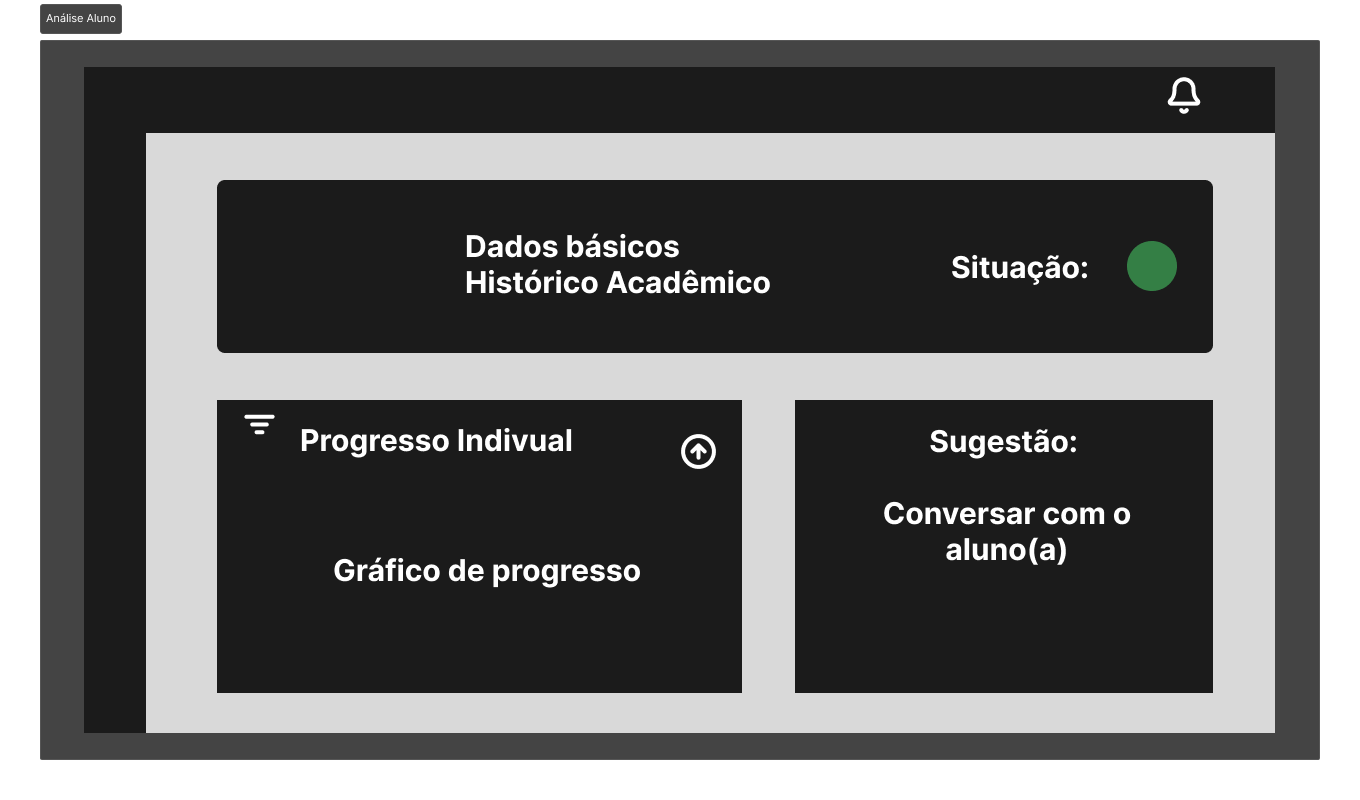 Análise Aluno
Dados básicos
Histórico Acadêmico
Situação:
Progresso Indivual
Gráfico de progresso
Sugestão:
Conversar com o
aluno(a)